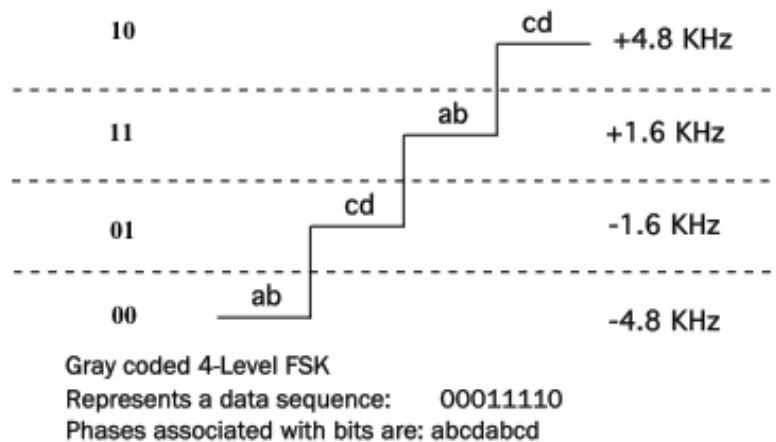 10 cd +4.8 KHz
11 ab +1.6 KHz
01 cd -1.6 KHz
00 ab -4.8 KHz
Gray coded 4-Level FSK
Represents a data sequence: 00011110
Phases associated with bits are: abcdabcd